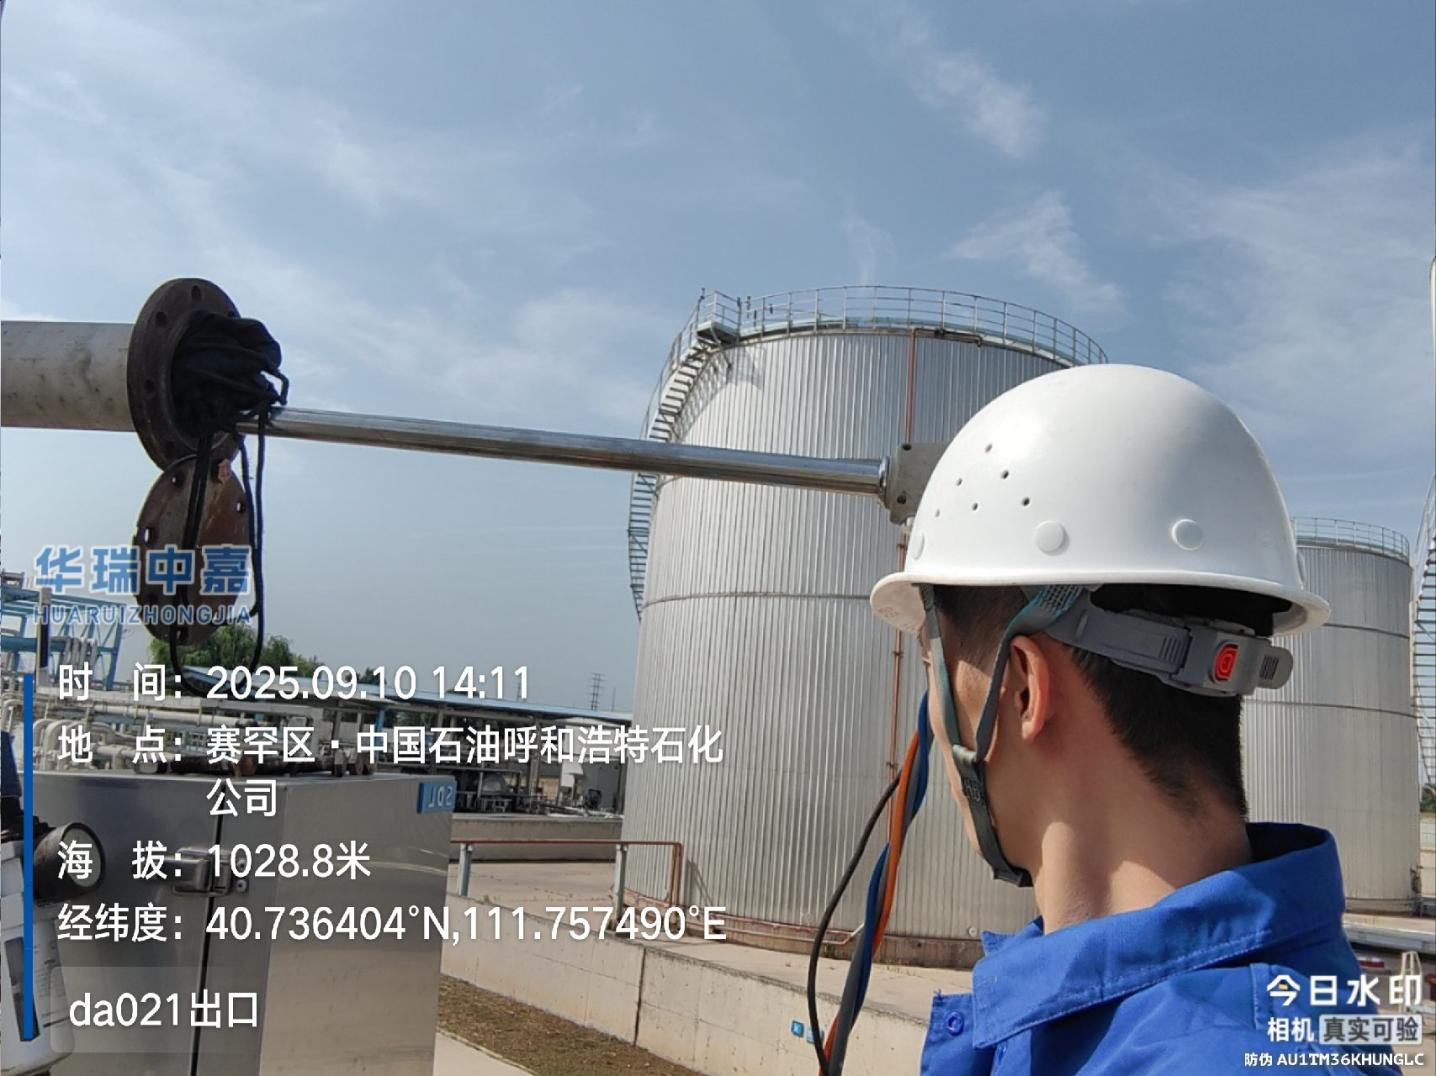 华瑞中嘉
HUARUIZHONGJIA
时 间：2025.09.10 14:11
地 点：赛罕区·中国石油呼和浩特石化
公司
海 拔：1028.8米
经纬度：40.736404°N,111.757490°E
da021出口
今日水印
相机 真实可验
防伪 AU1TM36KHUNGLC